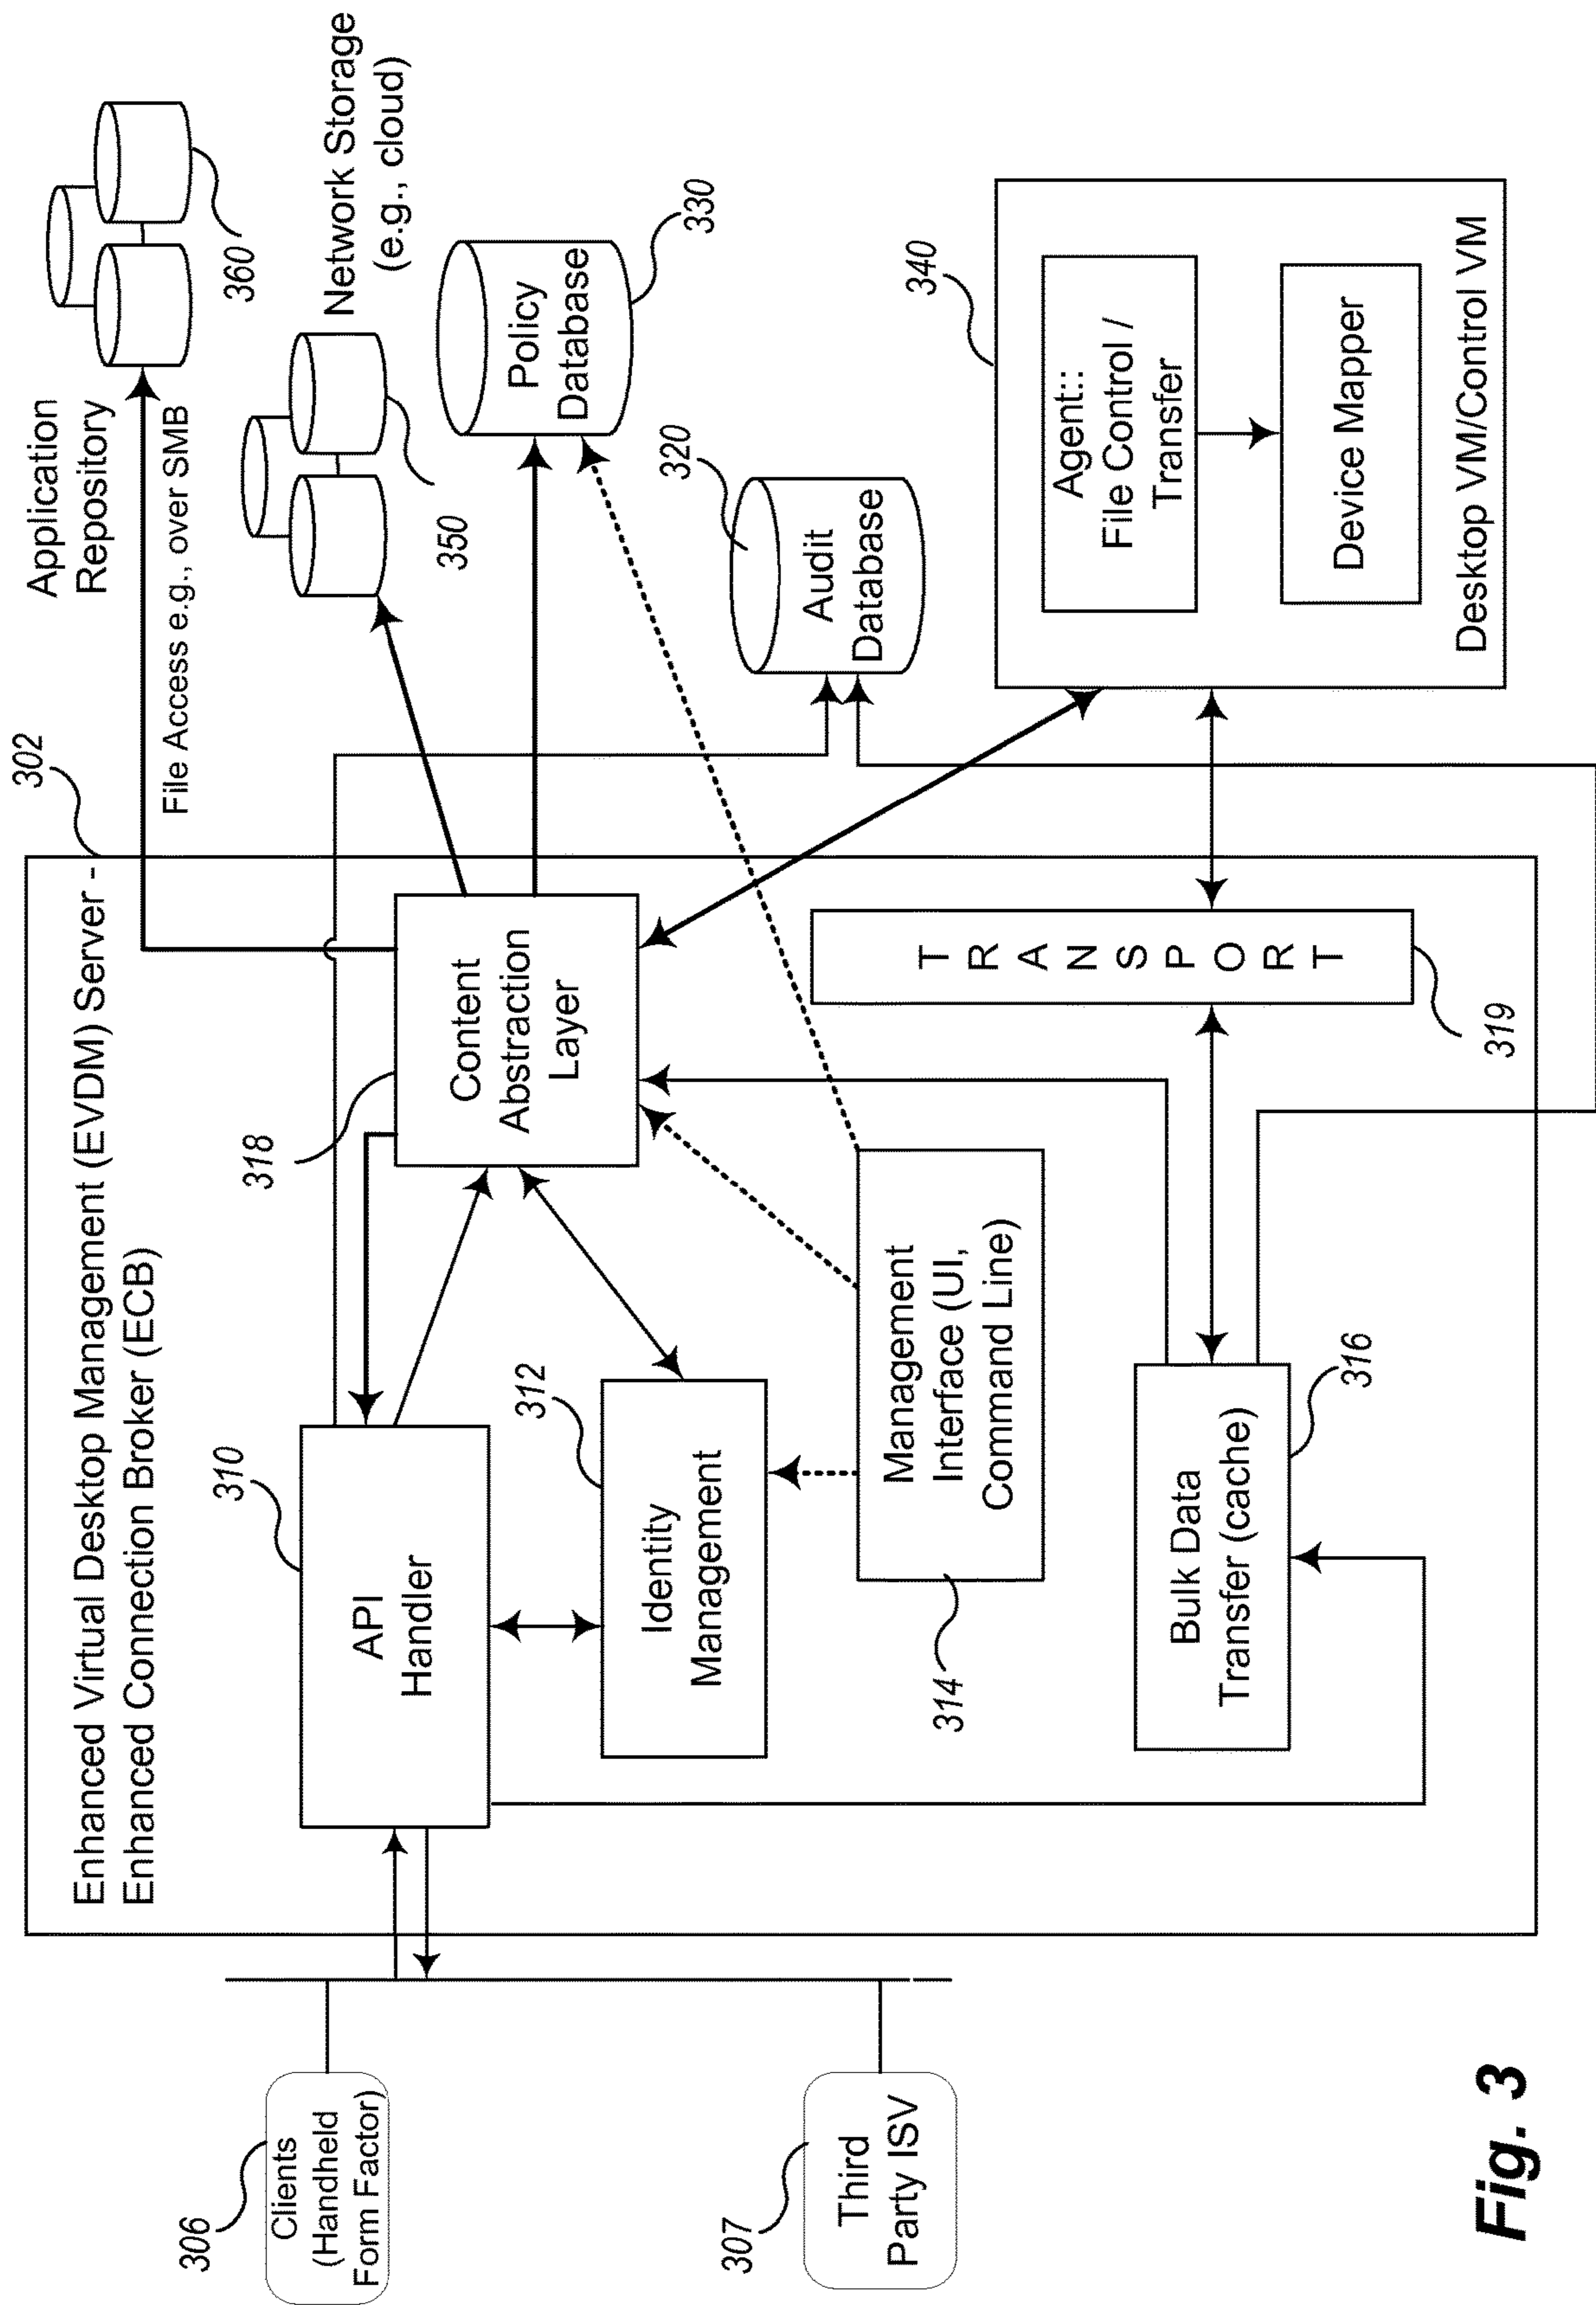 Enhanced Virtual Desktop Management (EVDM) Server -
Enhanced Connection Broker (ECB)
302
Application
Repository
File Access e.g., over SMB
360
Network Storage
(e.g., cloud)
350
Policy
Database
330
320
Audit
Database
340
Agent::
File Control /
Transfer
Device Mapper
Desktop VM/Control VM
306
Clients
(Handheld
Form Factor)
307
Third
Party ISV
310
API
Handler
312
Identity
Management
314
Management
Interface (UI,
Command Line)
316
Bulk Data
Transfer (cache)
318
Content
Abstraction
Layer
T
R
A
N
S
P
O
R
T
319
Fig. 3